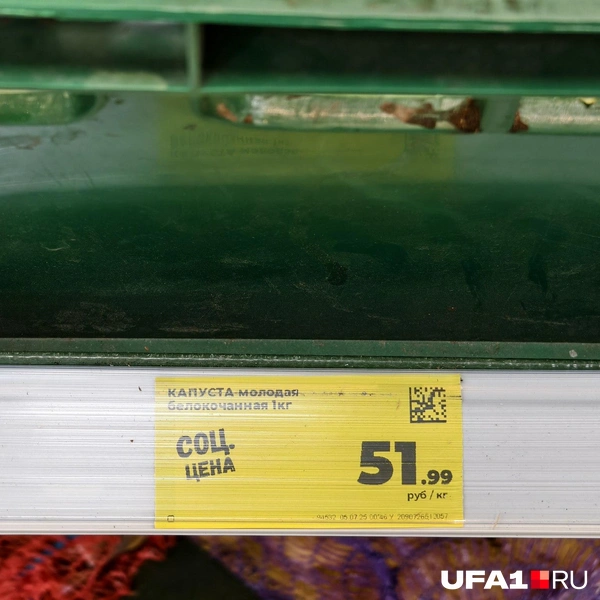 КАПУСТА молодая
белокочанная 1кг
СОЦ.
ЦЕНА
51.99
руб / кг
UFA1 RU